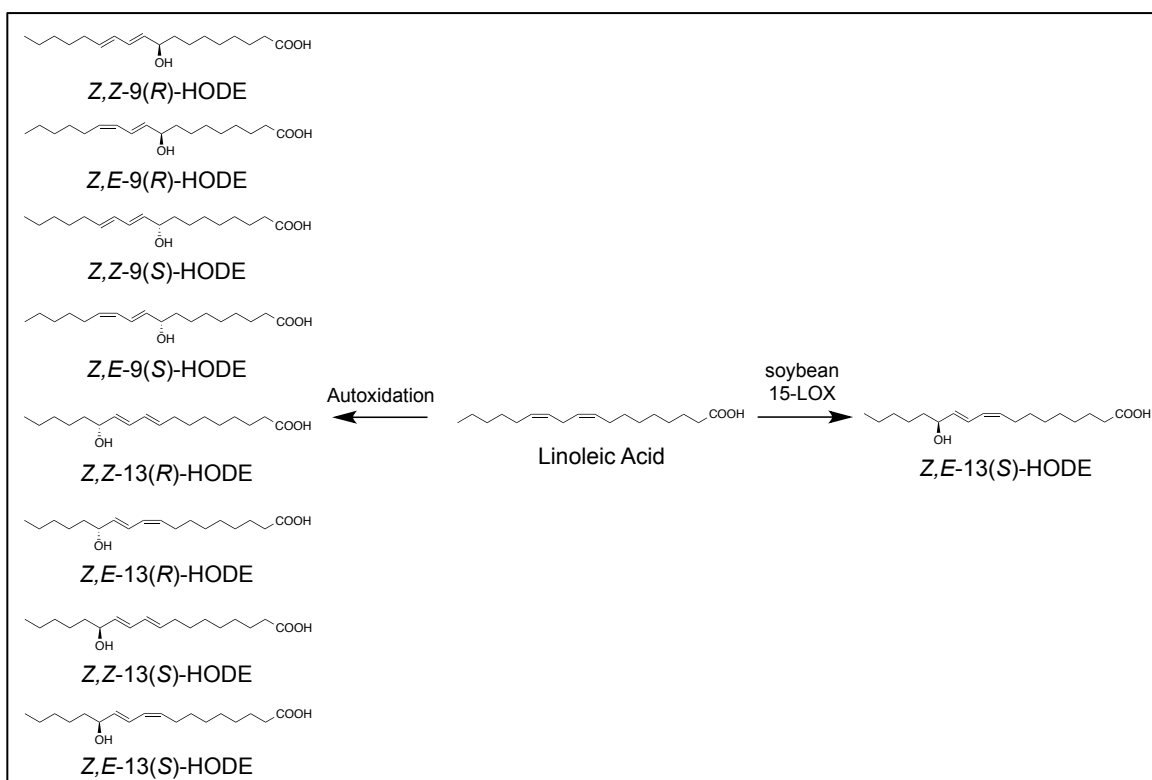 COOH
OH
Z,Z-9(R)-HODE
COOH
OH
Z,E-9(R)-HODE
COOH
OH
Z,Z-9(S)-HODE
COOH
OH
Z,E-9(S)-HODE
COOH
OH
Z,Z-13(R)-HODE
COOH
OH
Z,E-13(R)-HODE
COOH
OH
Z,Z-13(S)-HODE
COOH
OH
Z,E-13(S)-HODE
Autoxidation
COOH
Linoleic Acid
soybean
15-LOX
COOH
OH
Z,E-13(S)-HODE